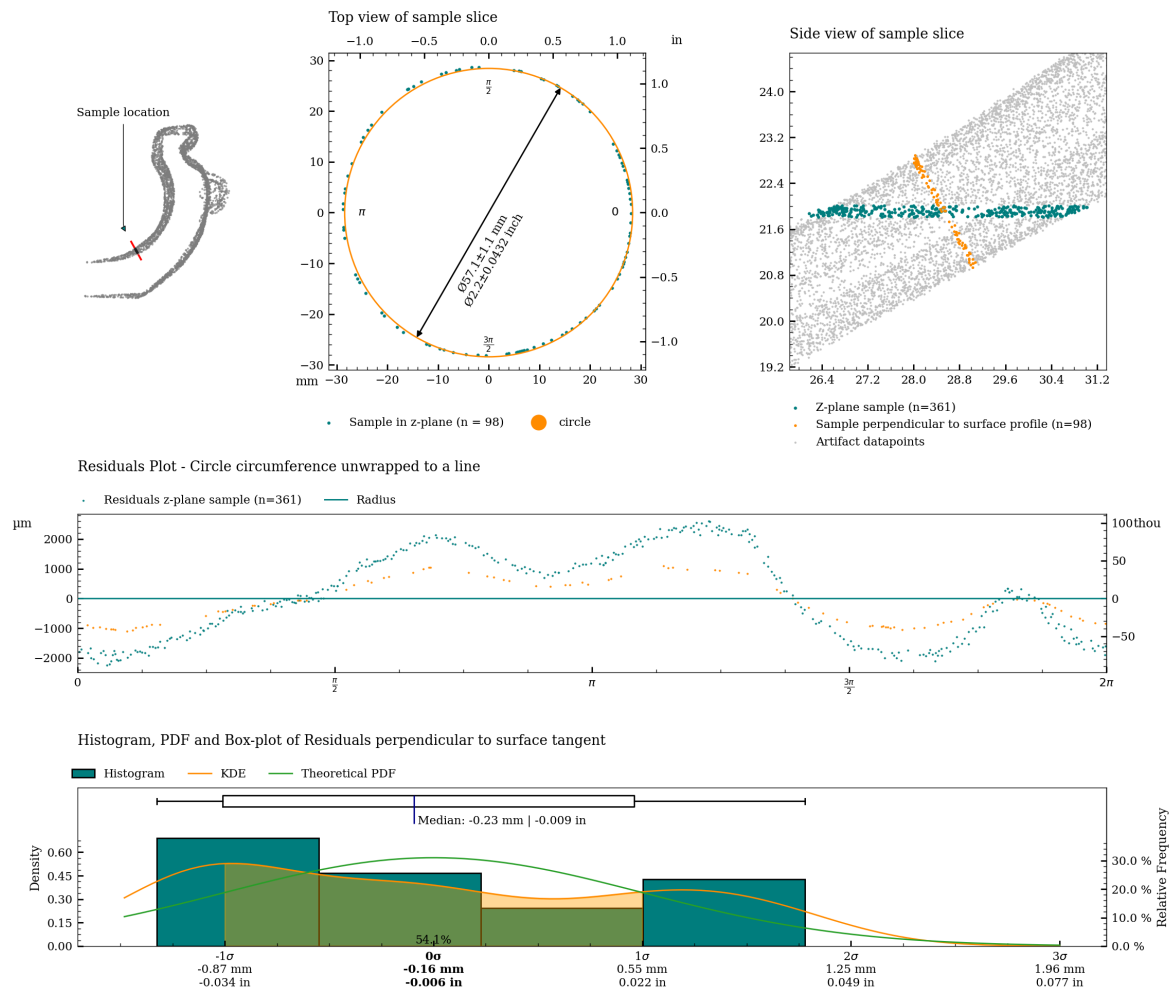 Top view of sample slice
−1.0 −0.5 0.0 0.5 1.0 in
Side view of sample slice
Sample location
30
20
10
0
−10
−20
−30
mm
1.0
0.5
0.0
−0.5
−1.0
π/2
π
0
3π/2
Ø57.1±1.1 mm
Ø2.2±0.0432 inch
−30 −20 −10 0 10 20 30
24.0
23.2
22.4
21.6
20.8
20.0
19.2
26.4 27.2 28.0 28.8 29.6 30.4 31.2
Sample in z-plane (n = 98) circle
Z-plane sample (n=361)
Sample perpendicular to surface profile (n=98)
Artifact datapoints
Residuals Plot - Circle circumference unwrapped to a line
Residuals z-plane sample (n=361) Radius
µm
2000
1000
0
−1000
−2000
100 thou
50
0
−50
0 π/2 π 3π/2 2π
Histogram, PDF and Box-plot of Residuals perpendicular to surface tangent
Histogram KDE Theoretical PDF
Median: -0.23 mm | -0.009 in
Density
0.60
0.45
0.30
0.15
0.00
54.1%
Relative Frequency
30.0 %
20.0 %
10.0 %
0.0 %
-1σ 0σ 1σ 2σ 3σ
-0.87 mm -0.16 mm 0.55 mm 1.25 mm 1.96 mm
-0.034 in -0.006 in 0.022 in 0.049 in 0.077 in